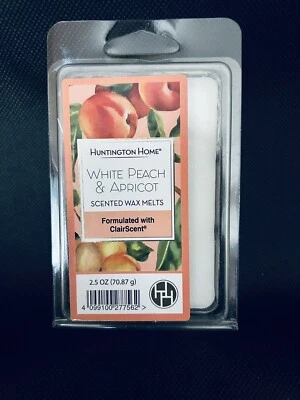 HUNTINGTON HOME®
WHITE PEACH
& APRICOT
SCENTED WAX MELTS
Formulated with
ClairScent®
2.5 OZ (70.87 g)
4 099100 277562 >